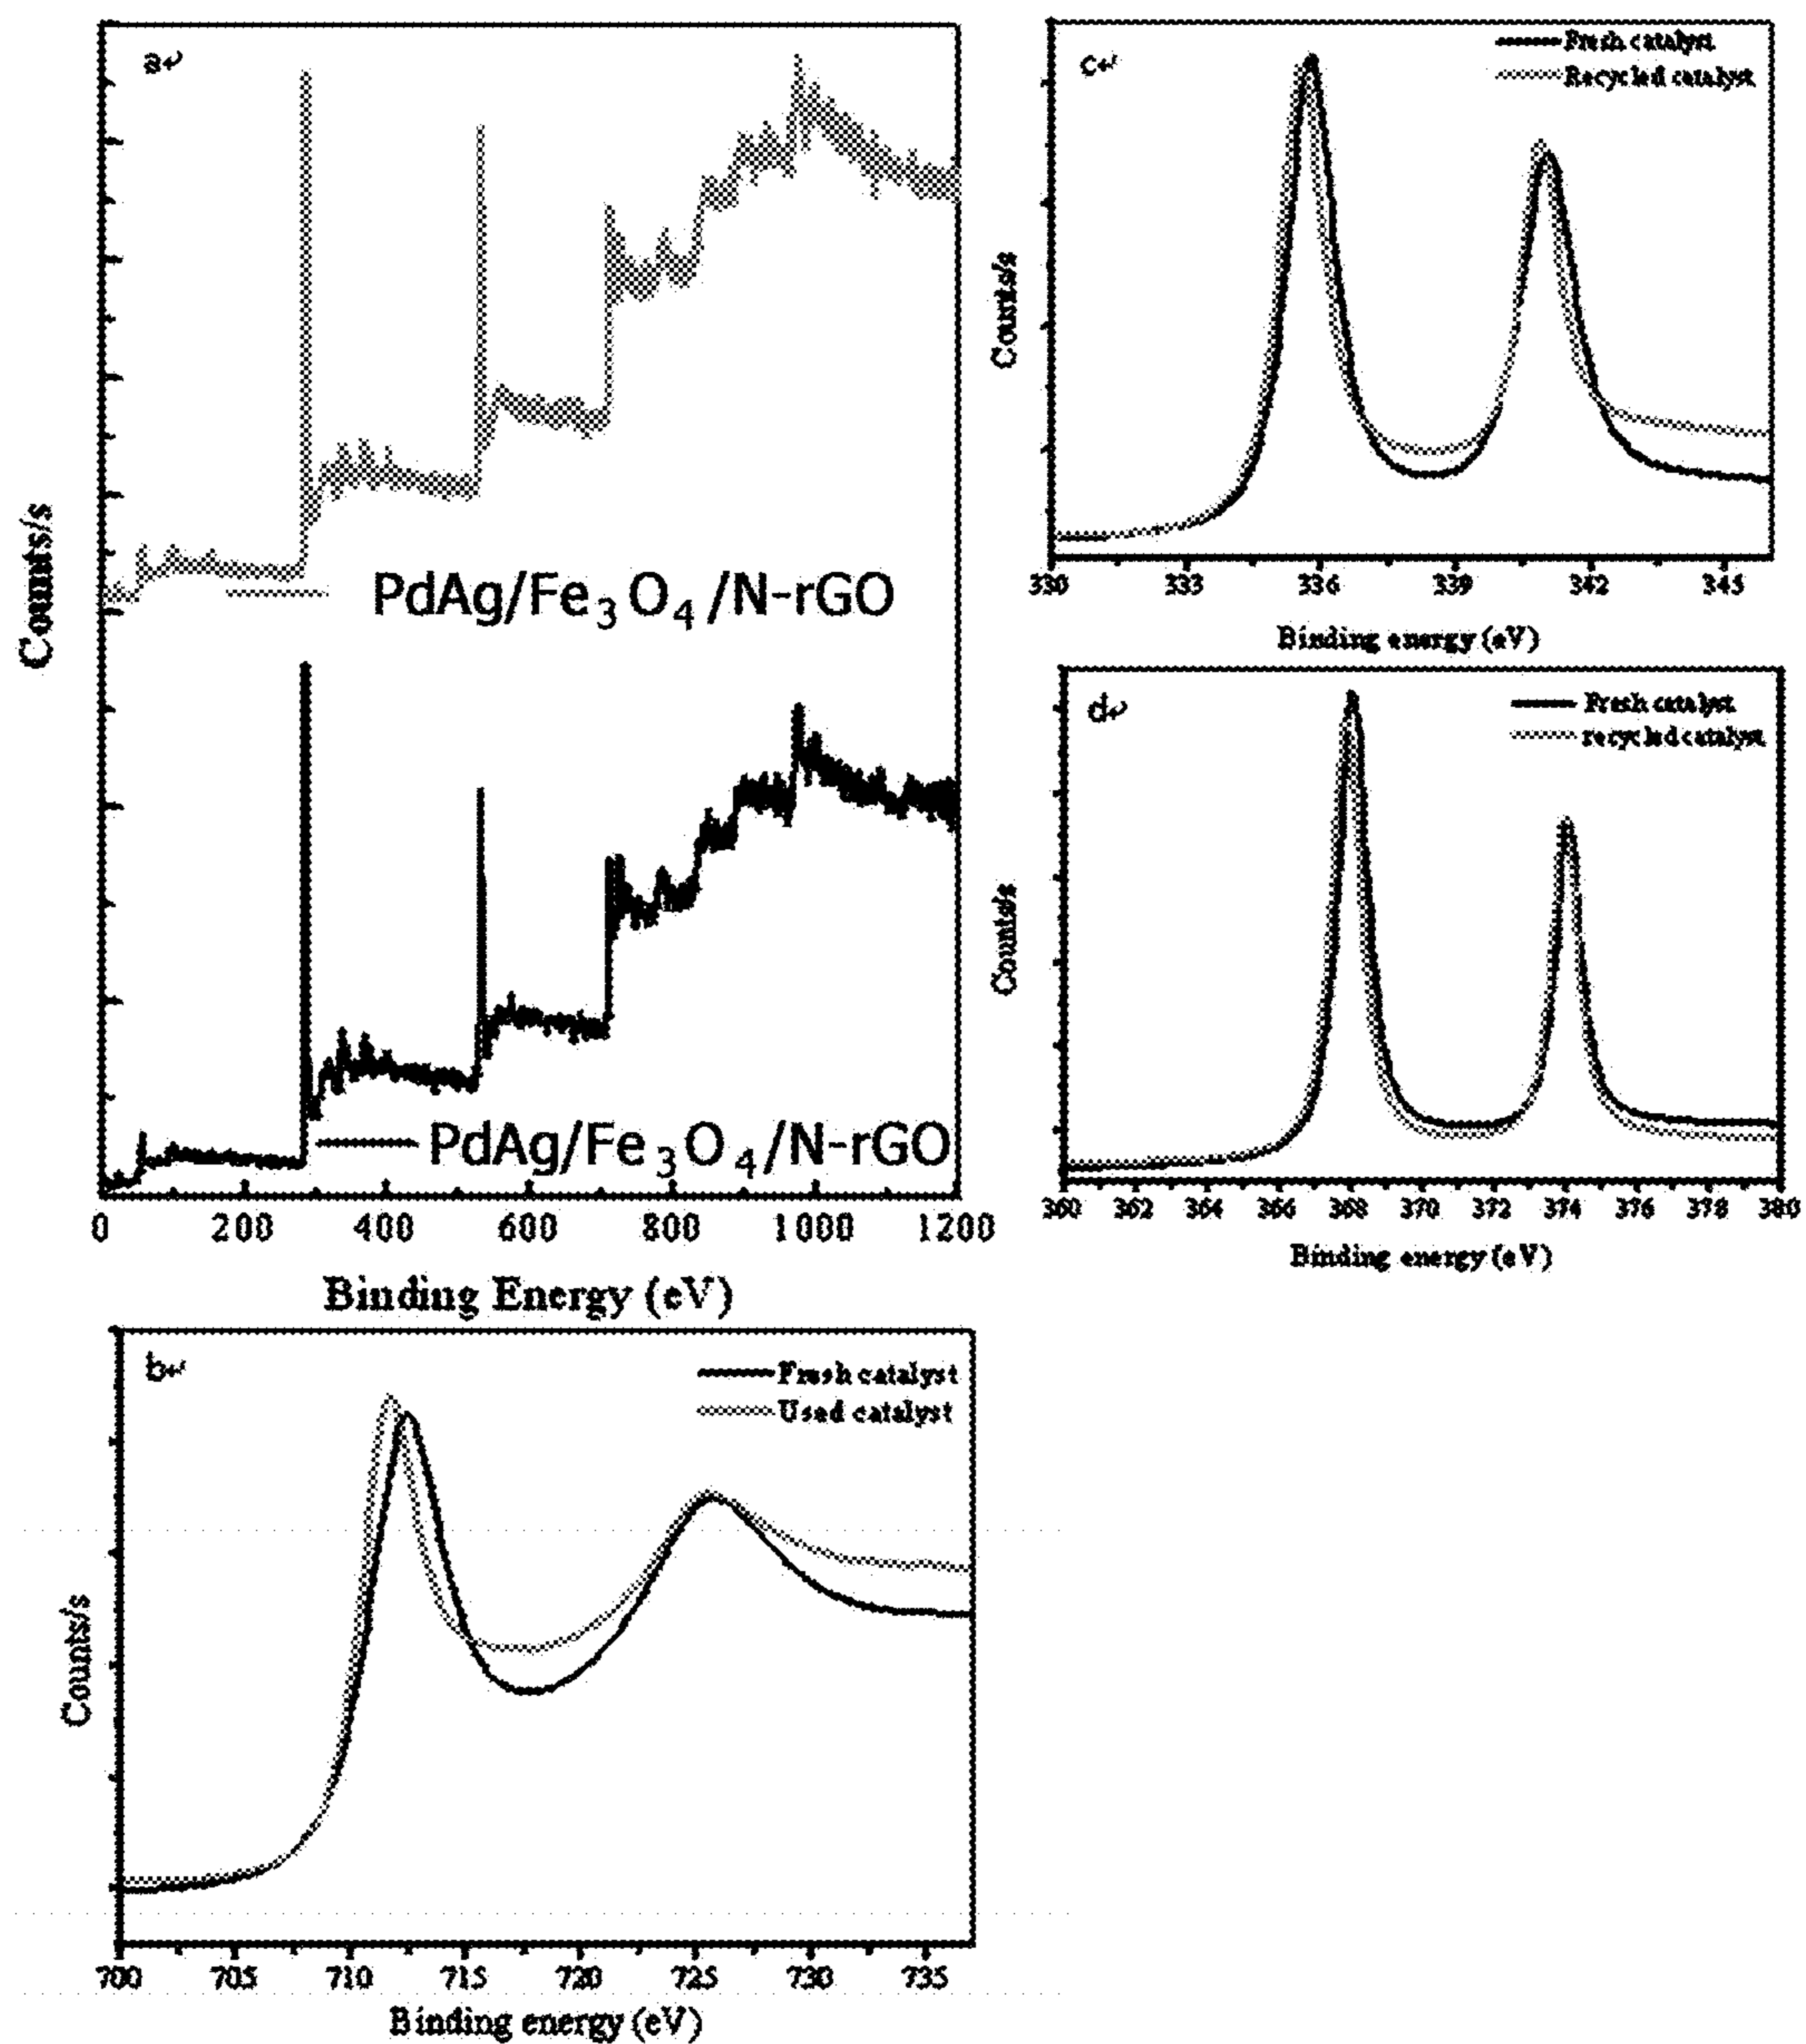 a↵
Counts/s
PdAg/Fe₃O₄/N-rGO
PdAg/Fe₃O₄/N-rGO
0 200 400 600 800 1000 1200
Binding Energy (eV)
c↵
Fresh catalyst
Recycled catalyst
Counts/s
330 333 336 339 342 345
Binding energy (eV)
d↵
Fresh catalyst
recycled catalyst
Counts/s
360 362 364 366 368 370 372 374 376 378 380
Binding energy (eV)
b↵
Fresh catalyst
Used catalyst
Counts/s
700 705 710 715 720 725 730 735
Binding energy (eV)